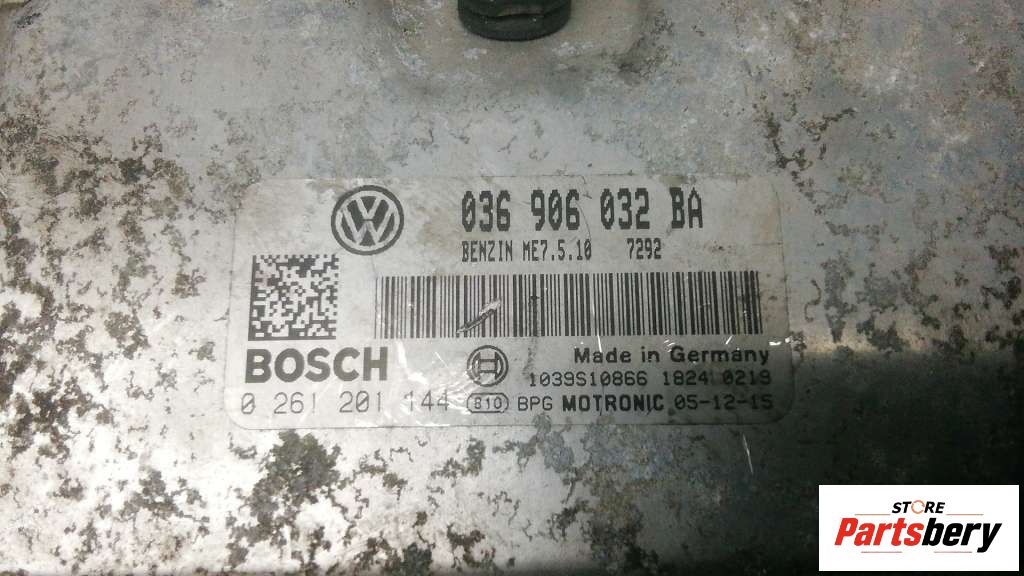 036 906 032 BA
BENZIN ME7.5.10 7292
BOSCH
Made in Germany
1039S10866 1824 0219
0 261 201 144 B10 BPG MOTRONIC 05-12-15
STORE
Partsbery